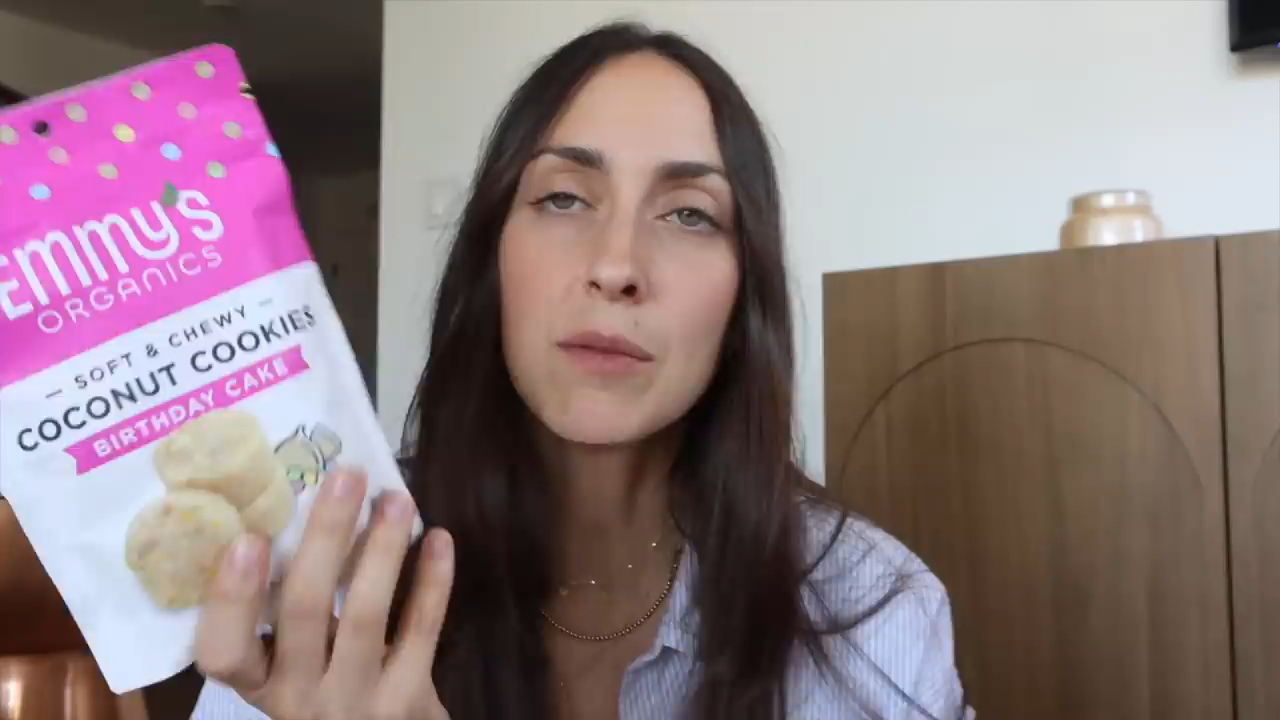 Emmy's
ORGANICS
— SOFT & CHEWY —
COCONUT COOKIES
BIRTHDAY CAKE